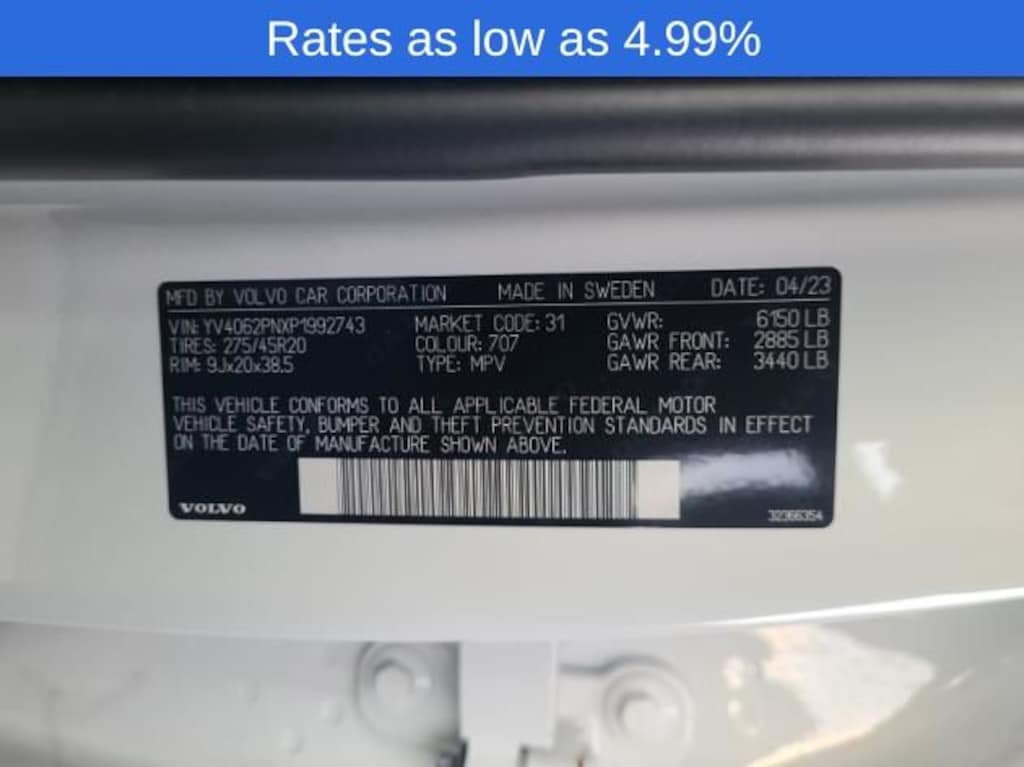 Rates as low as 4.99%
MFD BY VOLVO CAR CORPORATION MADE IN SWEDEN DATE: 04/23
VIN: YV4062PNXP1992743 MARKET CODE: 31 GVWR: 6150 LB
TIRES: 275/45R20 COLOUR: 707 GAWR FRONT: 2885 LB
RIM: 9Jx20x38.5 TYPE: MPV GAWR REAR: 3440 LB
THIS VEHICLE CONFORMS TO ALL APPLICABLE FEDERAL MOTOR
VEHICLE SAFETY, BUMPER AND THEFT PREVENTION STANDARDS IN EFFECT
ON THE DATE OF MANUFACTURE SHOWN ABOVE.
VOLVO 32366354